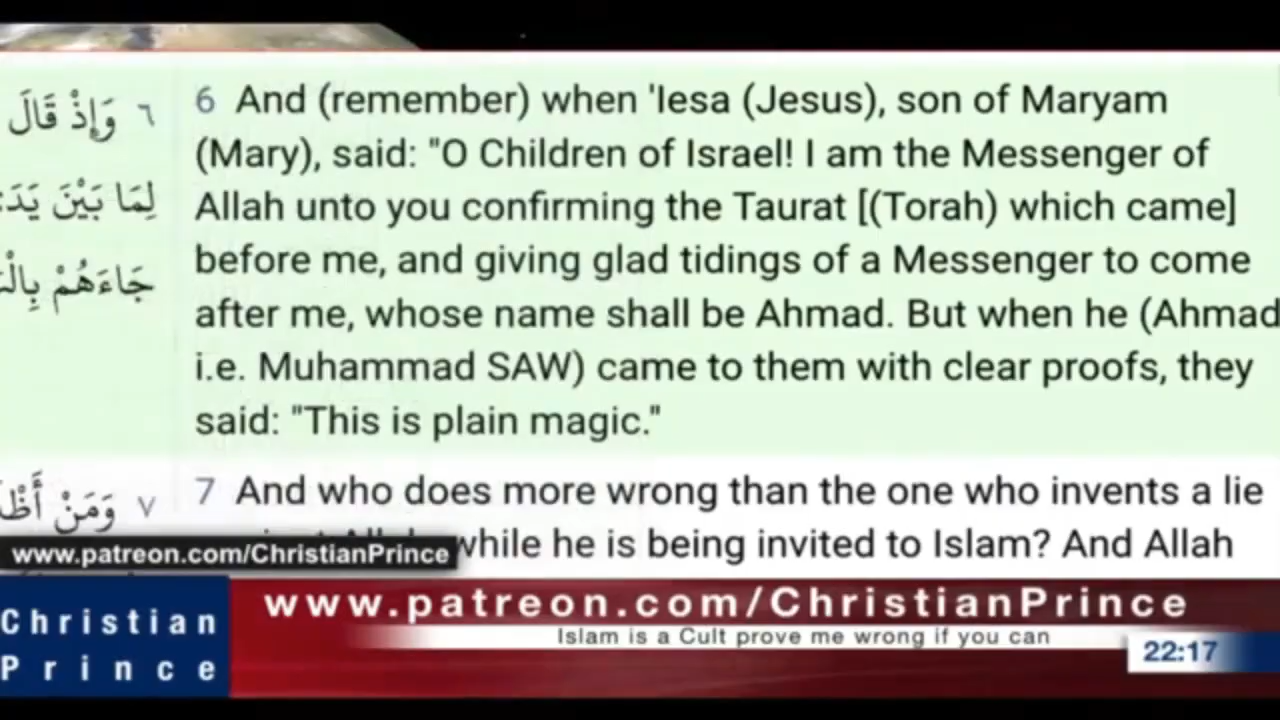 ٦ وَإِذْ قَالَ
لِمَا بَيْنَ
جَاءَهُمْ
٧ وَمَنْ
6 And (remember) when 'Iesa (Jesus), son of Maryam
(Mary), said: "O Children of Israel! I am the Messenger of
Allah unto you confirming the Taurat [(Torah) which came]
before me, and giving glad tidings of a Messenger to come
after me, whose name shall be Ahmad. But when he (Ahmad
i.e. Muhammad SAW) came to them with clear proofs, they
said: "This is plain magic."
7 And who does more wrong than the one who invents a lie
while he is being invited to Islam? And Allah
www.patreon.com/ChristianPrince
www.patreon.com/ChristianPrince
Islam is a Cult prove me wrong if you can
Christian
Prince
22:17